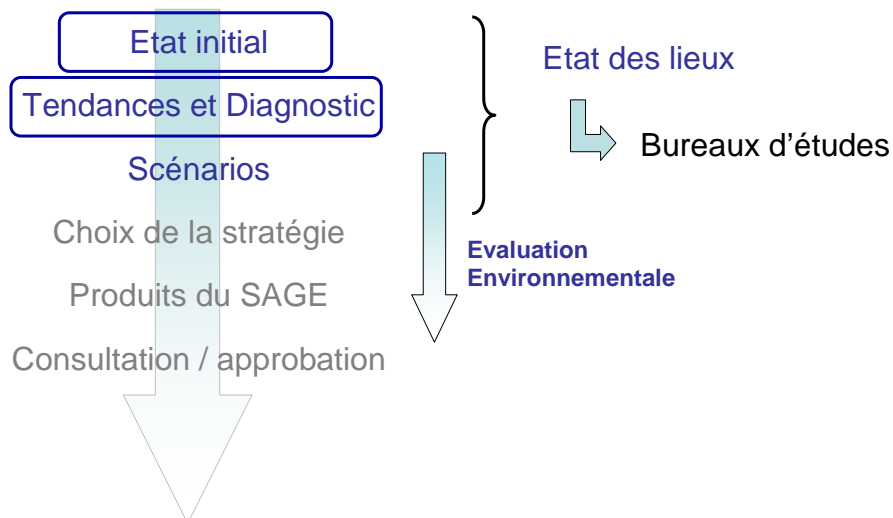 Etat initial
Tendances et Diagnostic
Scénarios
Choix de la stratégie
Produits du SAGE
Consultation / approbation
Etat des lieux
Bureaux d'études
Evaluation
Environnementale